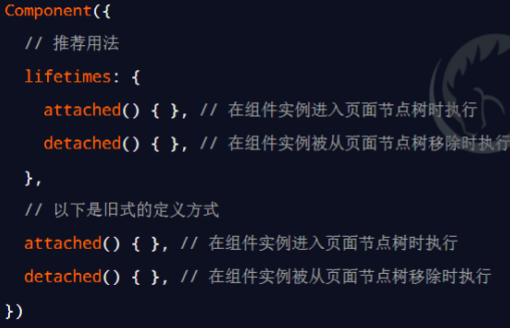 Component({
// 推荐用法
lifetimes: {
attached() { }, // 在组件实例进入页面节点树时执行
detached() { }, // 在组件实例被从页面节点树移除时执行
},
// 以下是旧式的定义方式
attached() { }, // 在组件实例进入页面节点树时执行
detached() { }, // 在组件实例被从页面节点树移除时执行
})